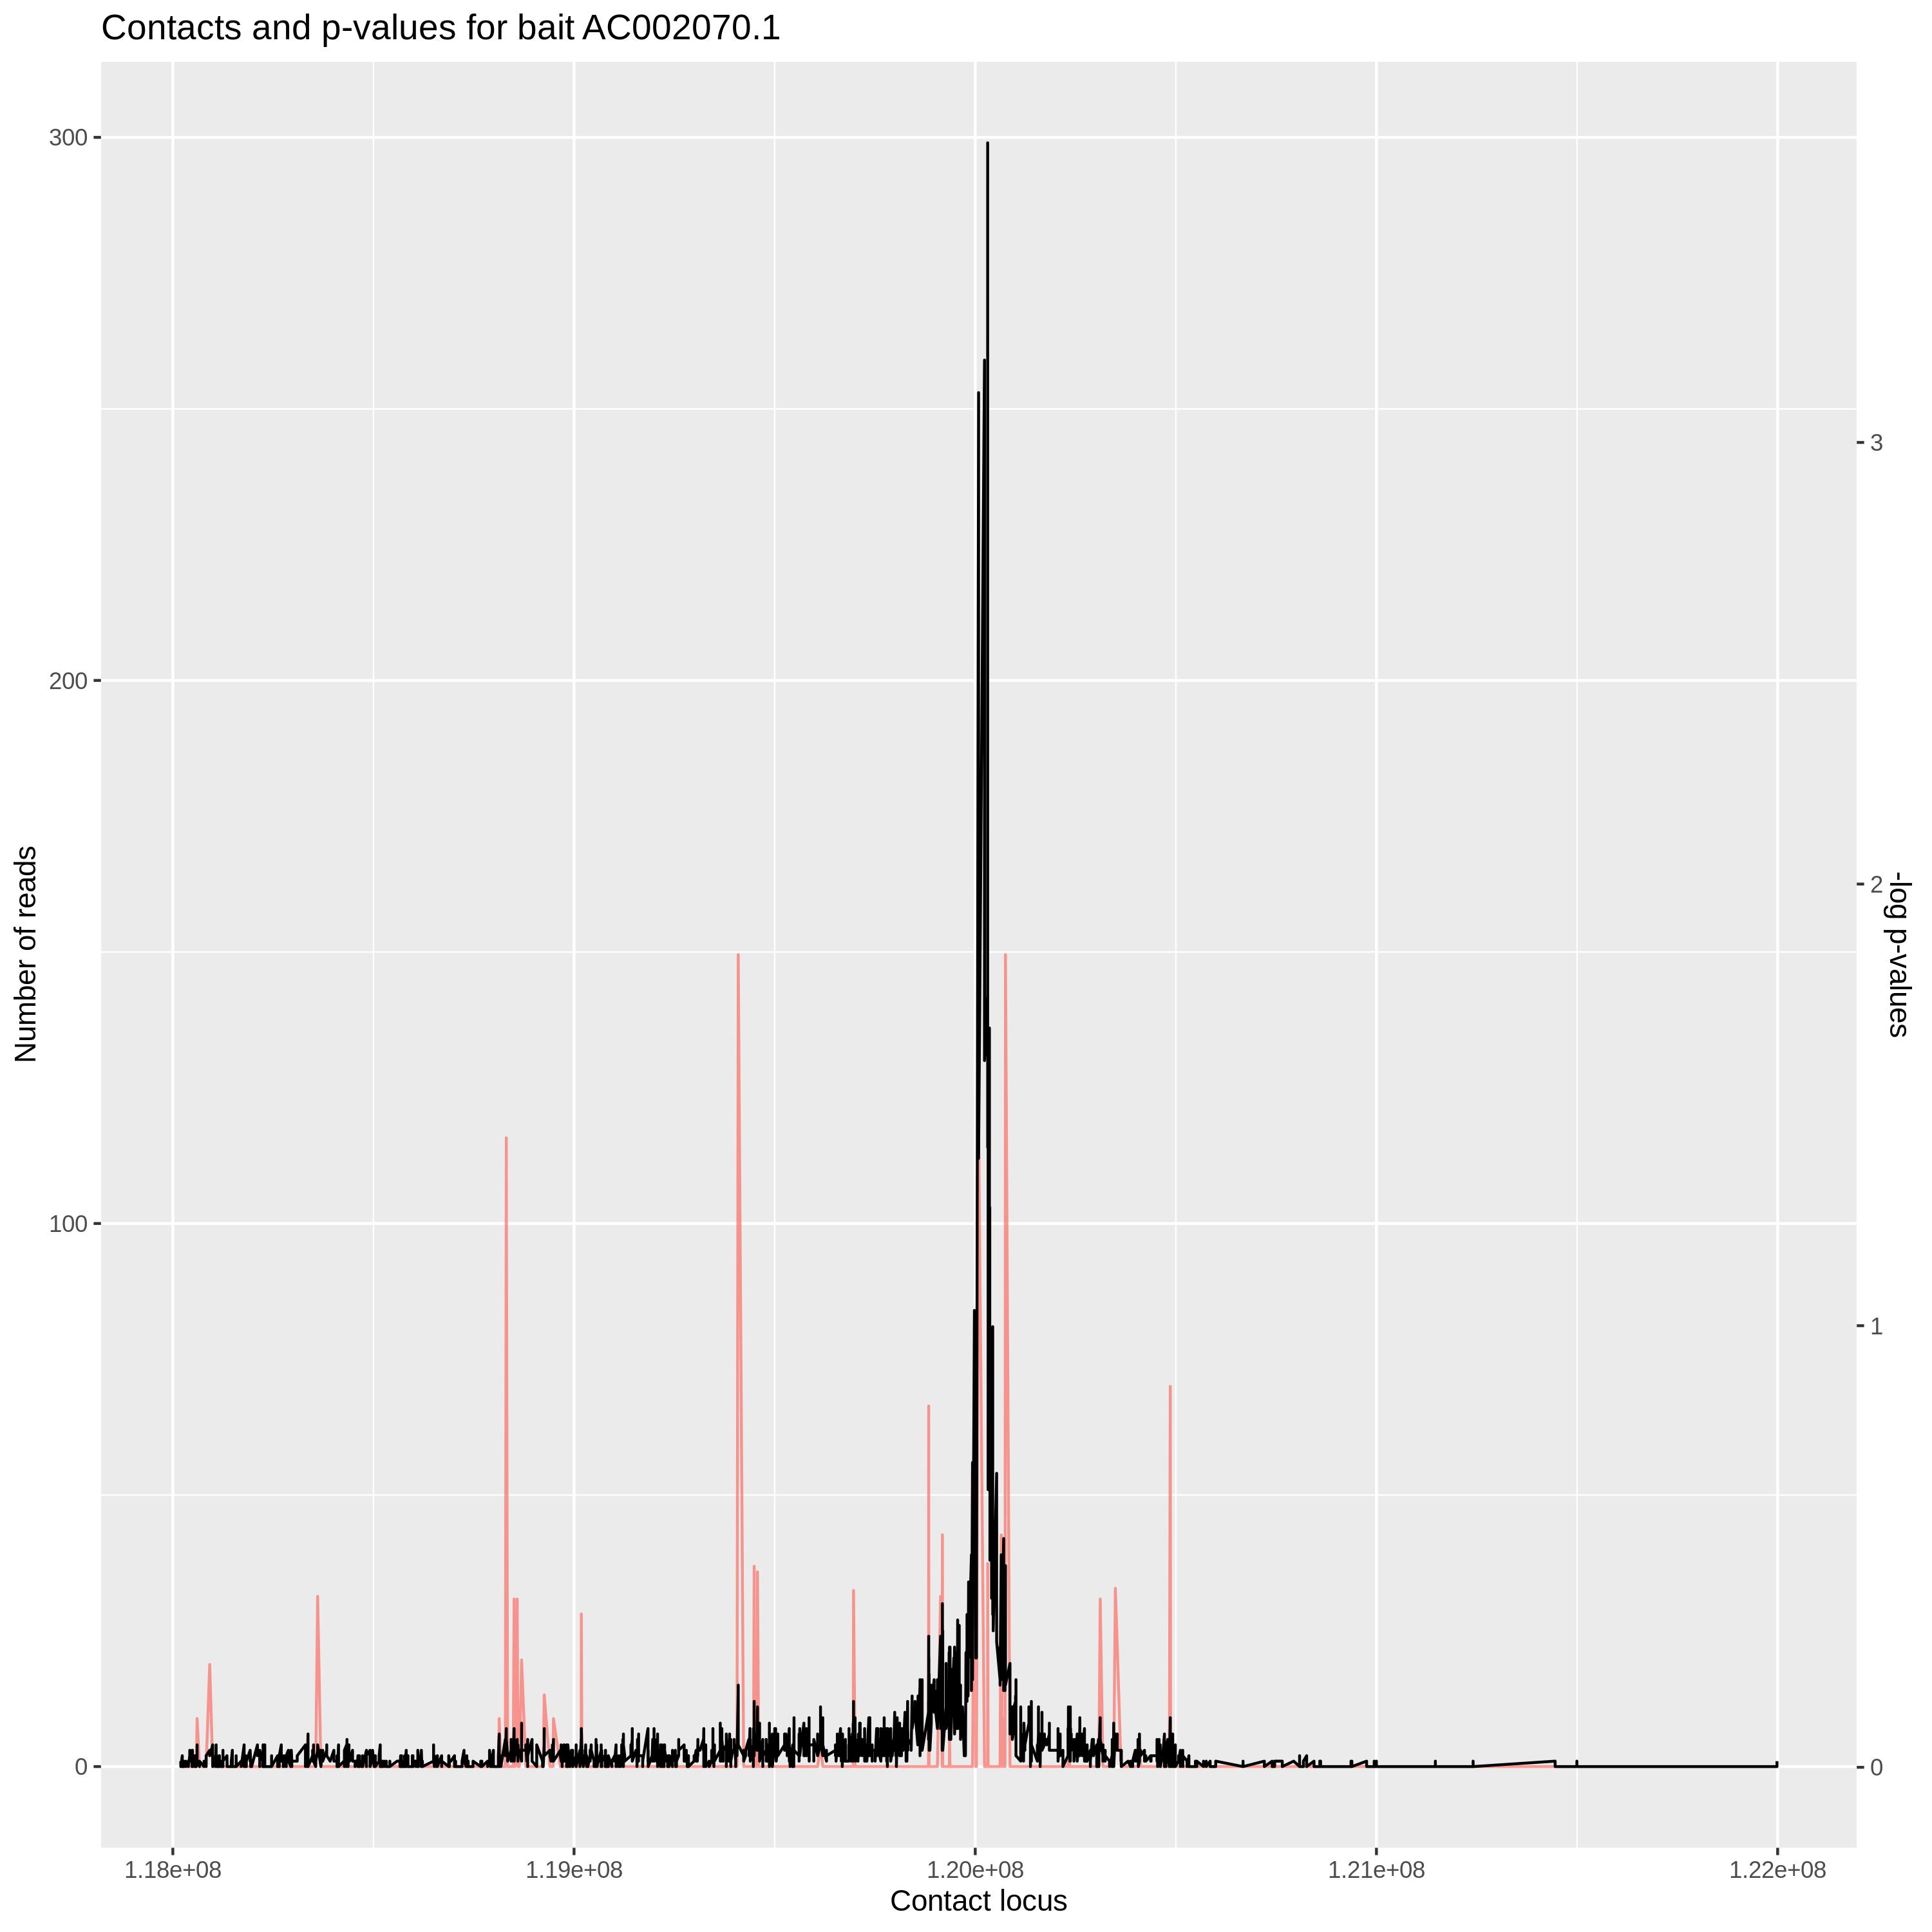 Contacts and p-values for bait AC002070.1
300
200
100
0
Number of reads
3
2
1
0
-log p-values
1.18e+08
1.19e+08
1.20e+08
1.21e+08
1.22e+08
Contact locus